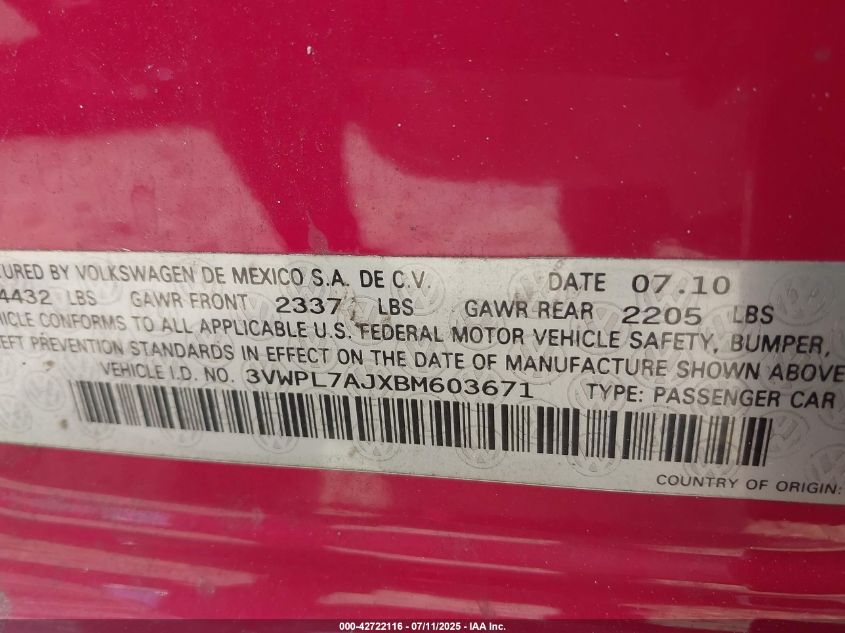 TURED BY VOLKSWAGEN DE MEXICO S.A. DE C.V. DATE 07.10
4432 LBS GAWR FRONT 2337 LBS GAWR REAR 2205 LBS
ICLE CONFORMS TO ALL APPLICABLE U.S. FEDERAL MOTOR VEHICLE SAFETY, BUMPER,
EFT PREVENTION STANDARDS IN EFFECT ON THE DATE OF MANUFACTURE SHOWN ABOVE
VEHICLE I.D. NO. 3VWPL7AJXBM603671 TYPE: PASSENGER CAR
COUNTRY OF ORIGIN:
000-42722116 - 07/11/2025 - IAA Inc.